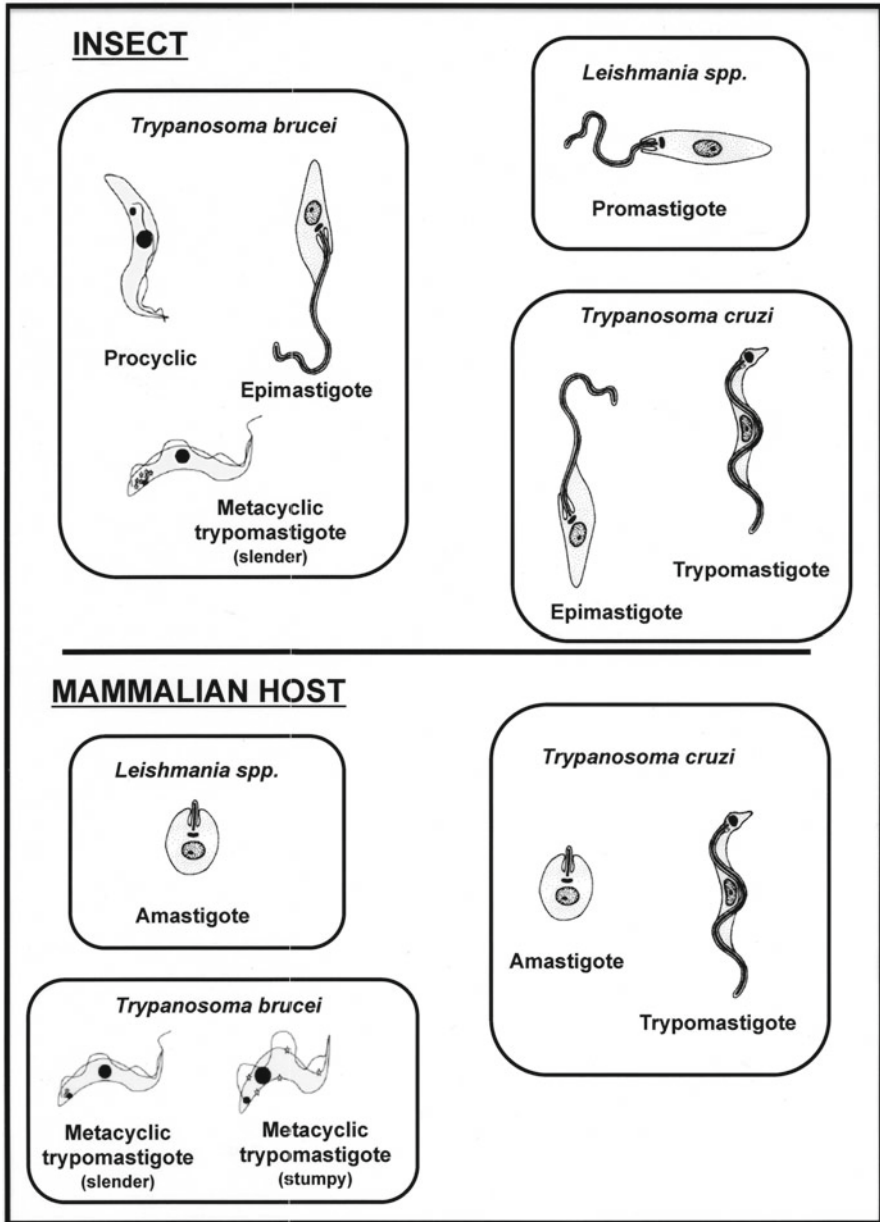 INSECT
Trypanosoma brucei
Procyclic
Epimastigote
Metacyclic
trypomastigote
(slender)
Leishmania spp.
Promastigote
Trypanosoma cruzi
Epimastigote
Trypomastigote
MAMMALIAN HOST
Leishmania spp.
Amastigote
Trypanosoma brucei
Metacyclic
trypomastigote
(slender)
Metacyclic
trypomastigote
(stumpy)
Trypanosoma cruzi
Amastigote
Trypomastigote